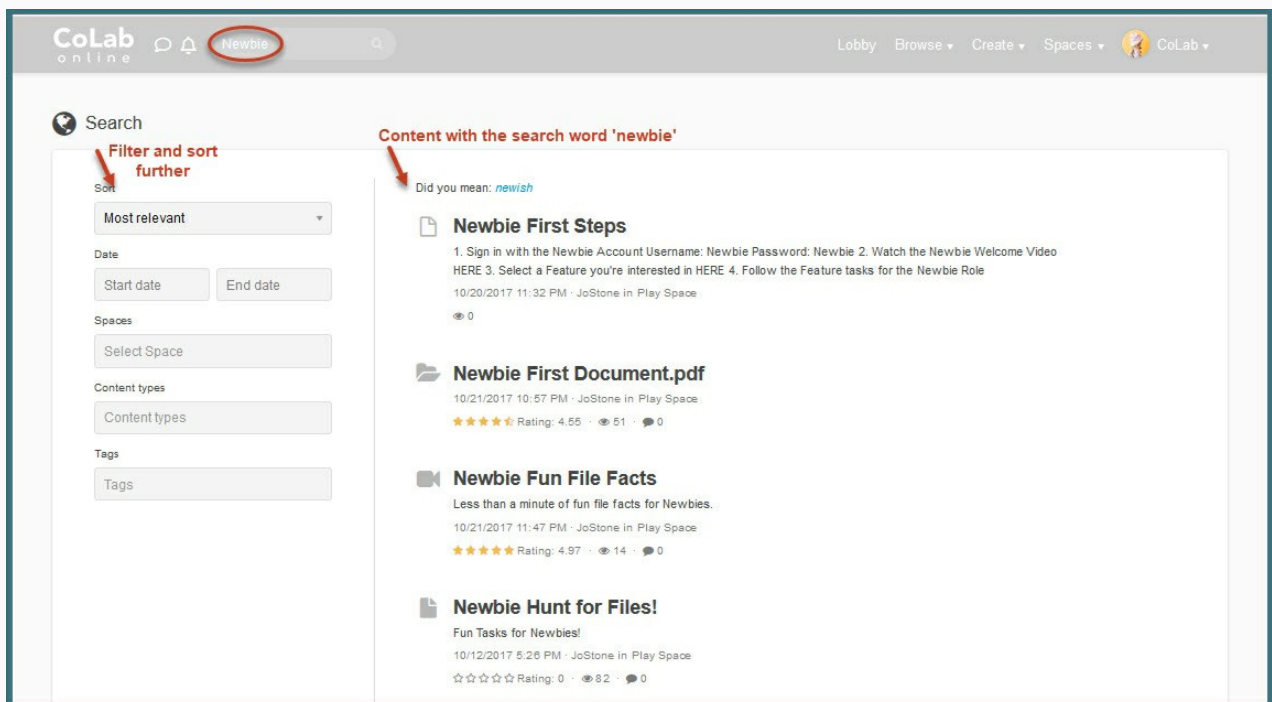 CoLab
online
Newbie
Lobby Browse Create Spaces CoLab
Search
Filter and sort
further
Content with the search word 'newbie'
Sort
Most relevant
Date
Start date End date
Spaces
Select Space
Content types
Content types
Tags
Tags
Did you mean: newish
Newbie First Steps
1. Sign in with the Newbie Account Username: Newbie Password: Newbie 2. Watch the Newbie Welcome Video
HERE 3. Select a Feature you're interested in HERE 4. Follow the Feature tasks for the Newbie Role
10/20/2017 11:32 PM · JoStone in Play Space
0
Newbie First Document.pdf
10/21/2017 10:57 PM · JoStone in Play Space
Rating: 4.55 · 51 · 0
Newbie Fun File Facts
Less than a minute of fun file facts for Newbies.
10/21/2017 11:47 PM · JoStone in Play Space
Rating: 4.97 · 14 · 0
Newbie Hunt for Files!
Fun Tasks for Newbies!
10/12/2017 5:26 PM · JoStone in Play Space
Rating: 0 · 82 · 0